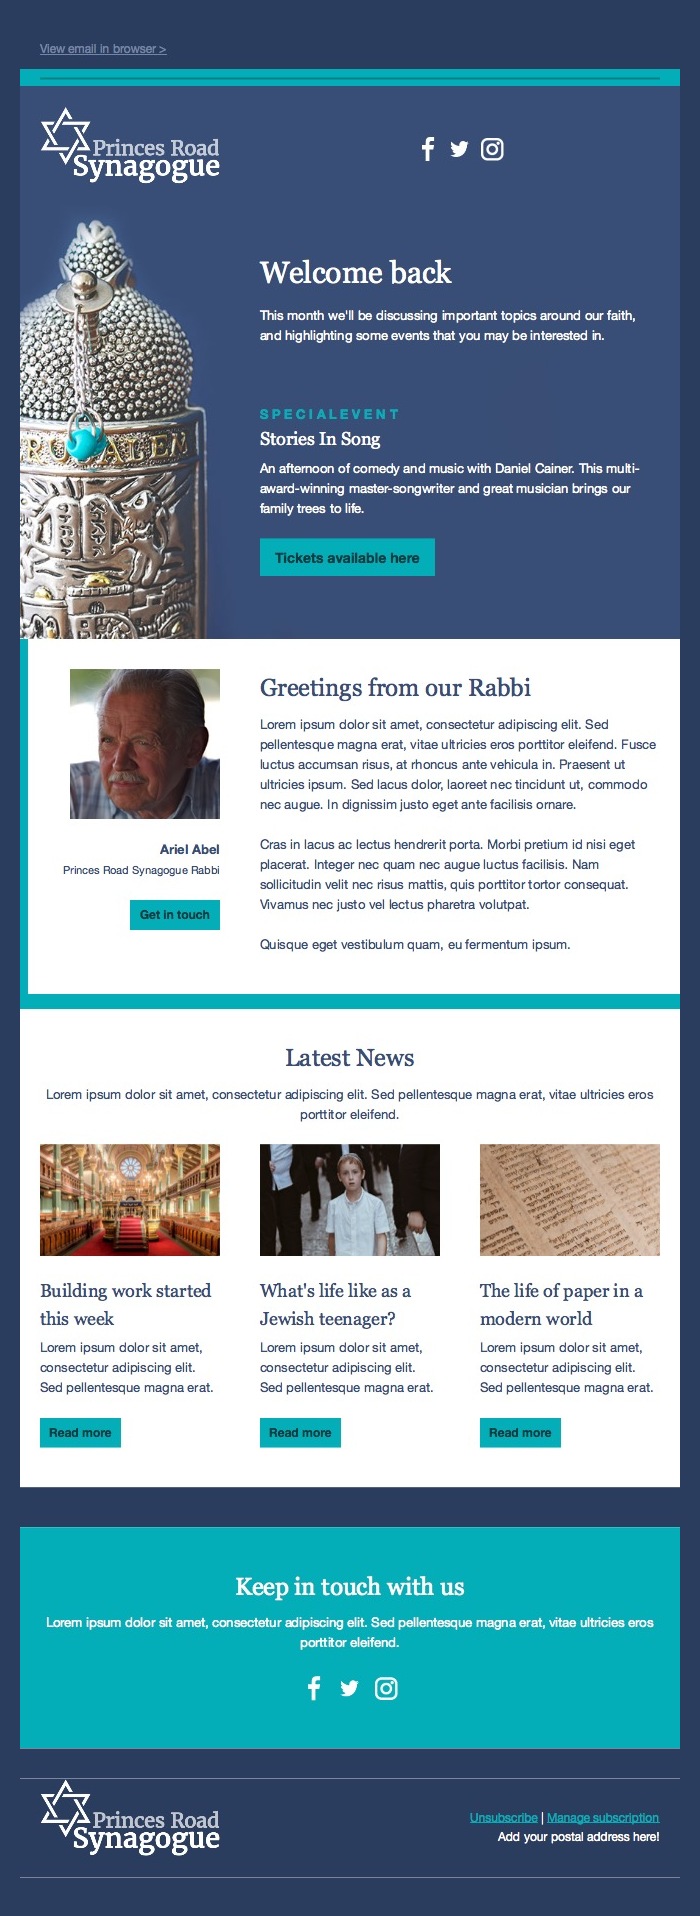 View email in browser >
Princes Road
Synagogue
Welcome back
This month we'll be discussing important topics around our faith,
and highlighting some events that you may be interested in.
SPECIALEVENT
Stories In Song
An afternoon of comedy and music with Daniel Cainer. This multi-
award-winning master-songwriter and great musician brings our
family trees to life.
Tickets available here
Greetings from our Rabbi
Lorem ipsum dolor sit amet, consectetur adipiscing elit. Sed
pellentesque magna erat, vitae ultricies eros porttitor eleifend. Fusce
luctus accumsan risus, at rhoncus ante vehicula in. Praesent ut
ultricies ipsum. Sed lacus dolor, laoreet nec tincidunt ut, commodo
nec augue. In dignissim justo eget ante facilisis ornare.
Cras in lacus ac lectus hendrerit porta. Morbi pretium id nisi eget
placerat. Integer nec quam nec augue luctus facilisis. Nam
sollicitudin velit nec risus mattis, quis porttitor tortor consequat.
Vivamus nec justo vel lectus pharetra volutpat.
Quisque eget vestibulum quam, eu fermentum ipsum.
Ariel Abel
Princes Road Synagogue Rabbi
Get in touch
Latest News
Lorem ipsum dolor sit amet, consectetur adipiscing elit. Sed pellentesque magna erat, vitae ultricies eros
porttitor eleifend.
Building work started
this week
Lorem ipsum dolor sit amet,
consectetur adipiscing elit.
Sed pellentesque magna erat.
Read more
What's life like as a
Jewish teenager?
Lorem ipsum dolor sit amet,
consectetur adipiscing elit.
Sed pellentesque magna erat.
Read more
The life of paper in a
modern world
Lorem ipsum dolor sit amet,
consectetur adipiscing elit.
Sed pellentesque magna erat.
Read more
Keep in touch with us
Lorem ipsum dolor sit amet, consectetur adipiscing elit. Sed pellentesque magna erat, vitae ultricies eros
porttitor eleifend.
Princes Road
Synagogue
Unsubscribe | Manage subscription
Add your postal address here!